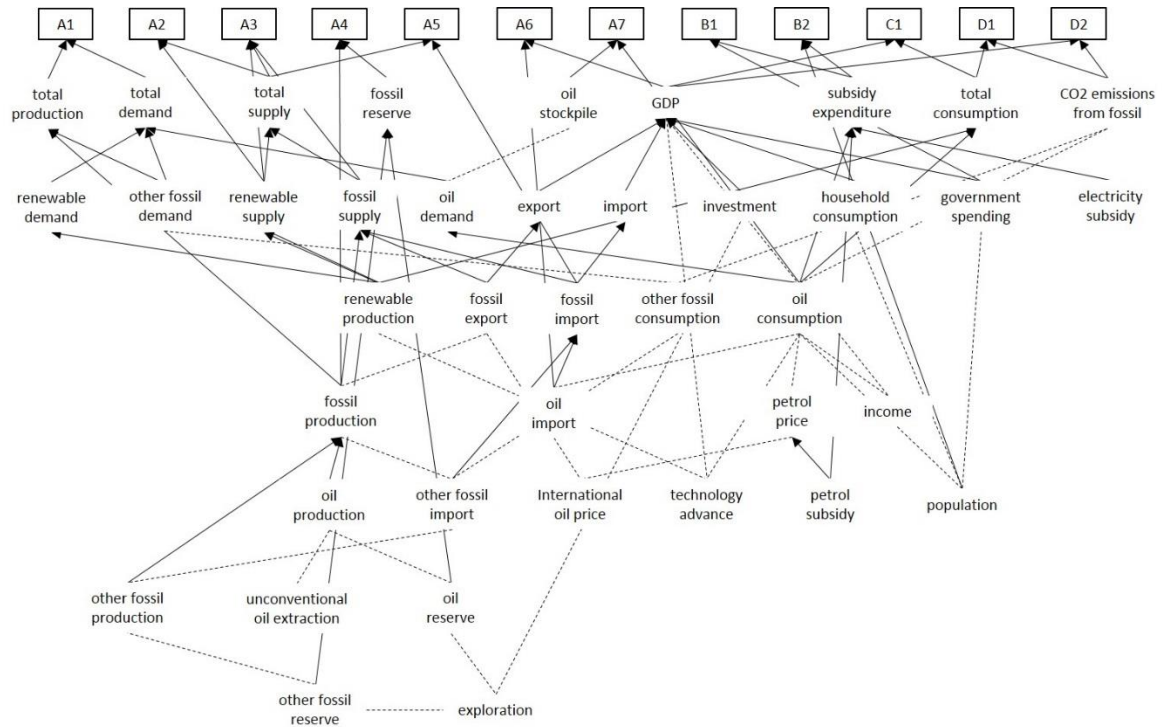 A1 A2 A3 A4 A5 A6 A7 B1 B2 C1 D1 D2
total production
total demand
total supply
fossil reserve
oil stockpile
GDP
subsidy expenditure
total consumption
CO2 emissions from fossil
renewable demand
other fossil demand
renewable supply
fossil supply
oil demand
export
import
investment
household consumption
government spending
electricity subsidy
renewable production
fossil export
fossil import
other fossil consumption
oil consumption
fossil production
oil import
petrol price
income
oil production
other fossil import
International oil price
technology advance
petrol subsidy
population
other fossil production
unconventional oil extraction
oil reserve
other fossil reserve
exploration